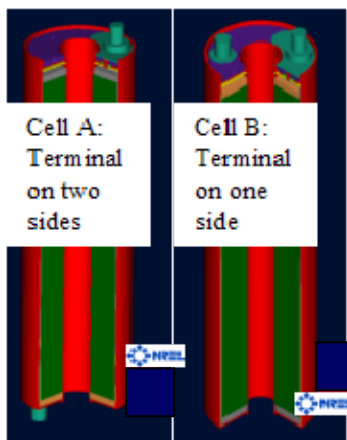 Cell A:
Terminal
on two
sides
Cell B:
Terminal
on one
side
NREL
NREL